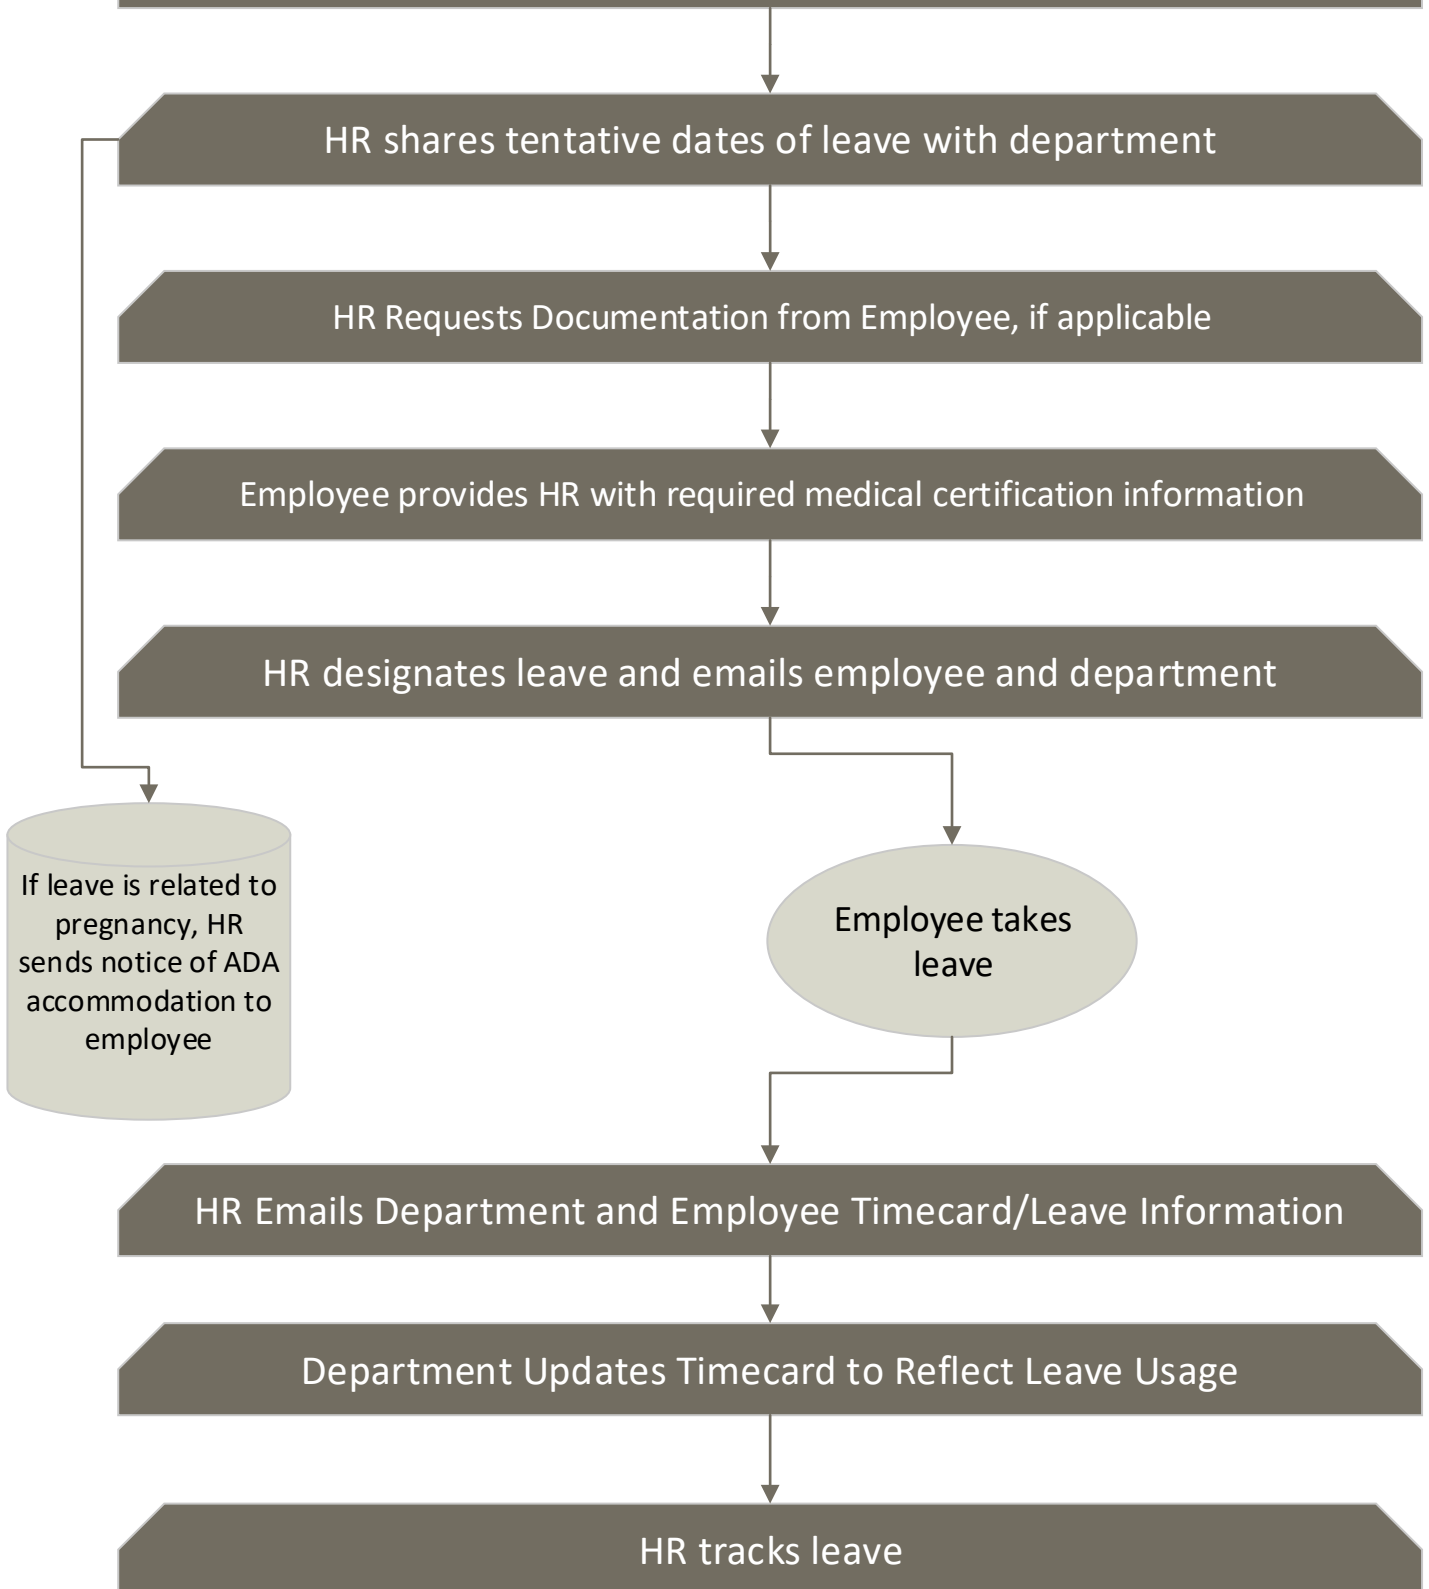 HR shares tentative dates of leave with department
HR Requests Documentation from Employee, if applicable
Employee provides HR with required medical certification information
HR designates leave and emails employee and department
If leave is related to
pregnancy, HR
sends notice of ADA
accommodation to
employee
Employee takes
leave
HR Emails Department and Employee Timecard/Leave Information
Department Updates Timecard to Reflect Leave Usage
HR tracks leave